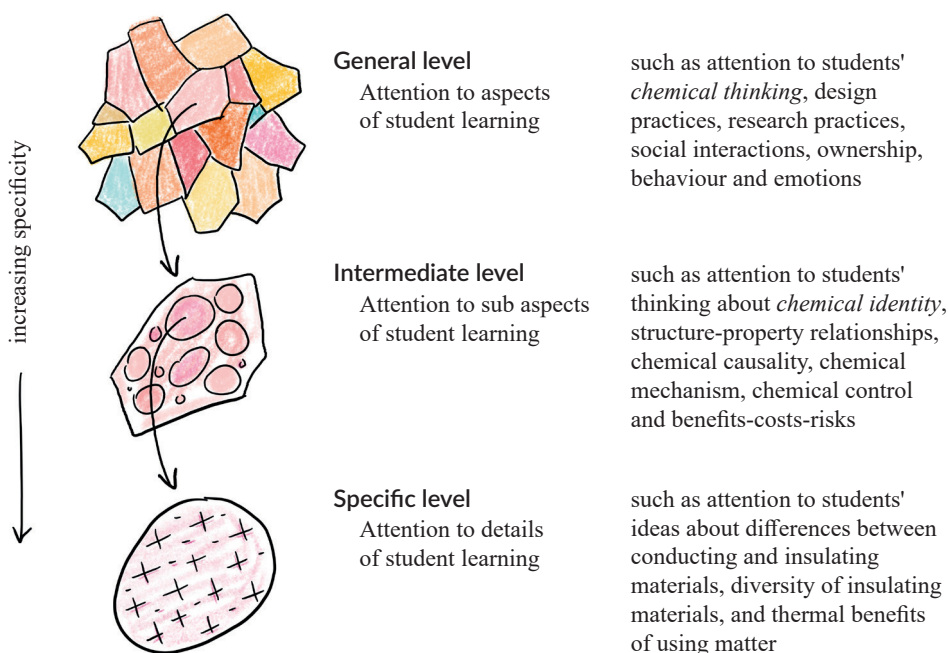 increasing specificity
General level
Attention to aspects
of student learning
such as attention to students'
chemical thinking, design
practices, research practices,
social interactions, ownership,
behaviour and emotions
Intermediate level
Attention to sub aspects
of student learning
such as attention to students'
thinking about chemical identity,
structure-property relationships,
chemical causality, chemical
mechanism, chemical control
and benefits-costs-risks
Specific level
Attention to details
of student learning
such as attention to students'
ideas about differences between
conducting and insulating
materials, diversity of insulating
materials, and thermal benefits
of using matter